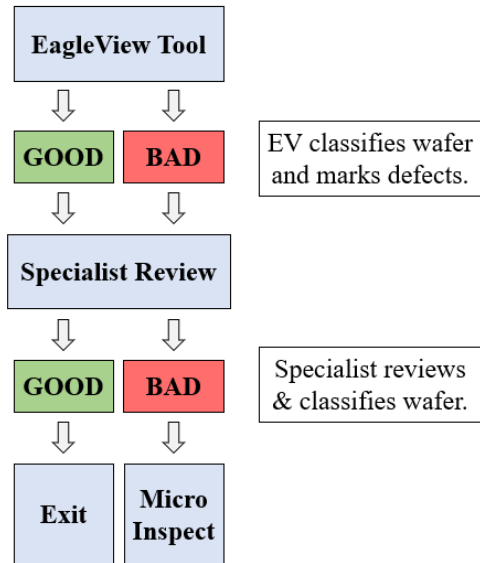 EagleView Tool
GOOD
BAD
EV classifies wafer
and marks defects.
Specialist Review
GOOD
BAD
Specialist reviews
& classifies wafer.
Exit
Micro
Inspect